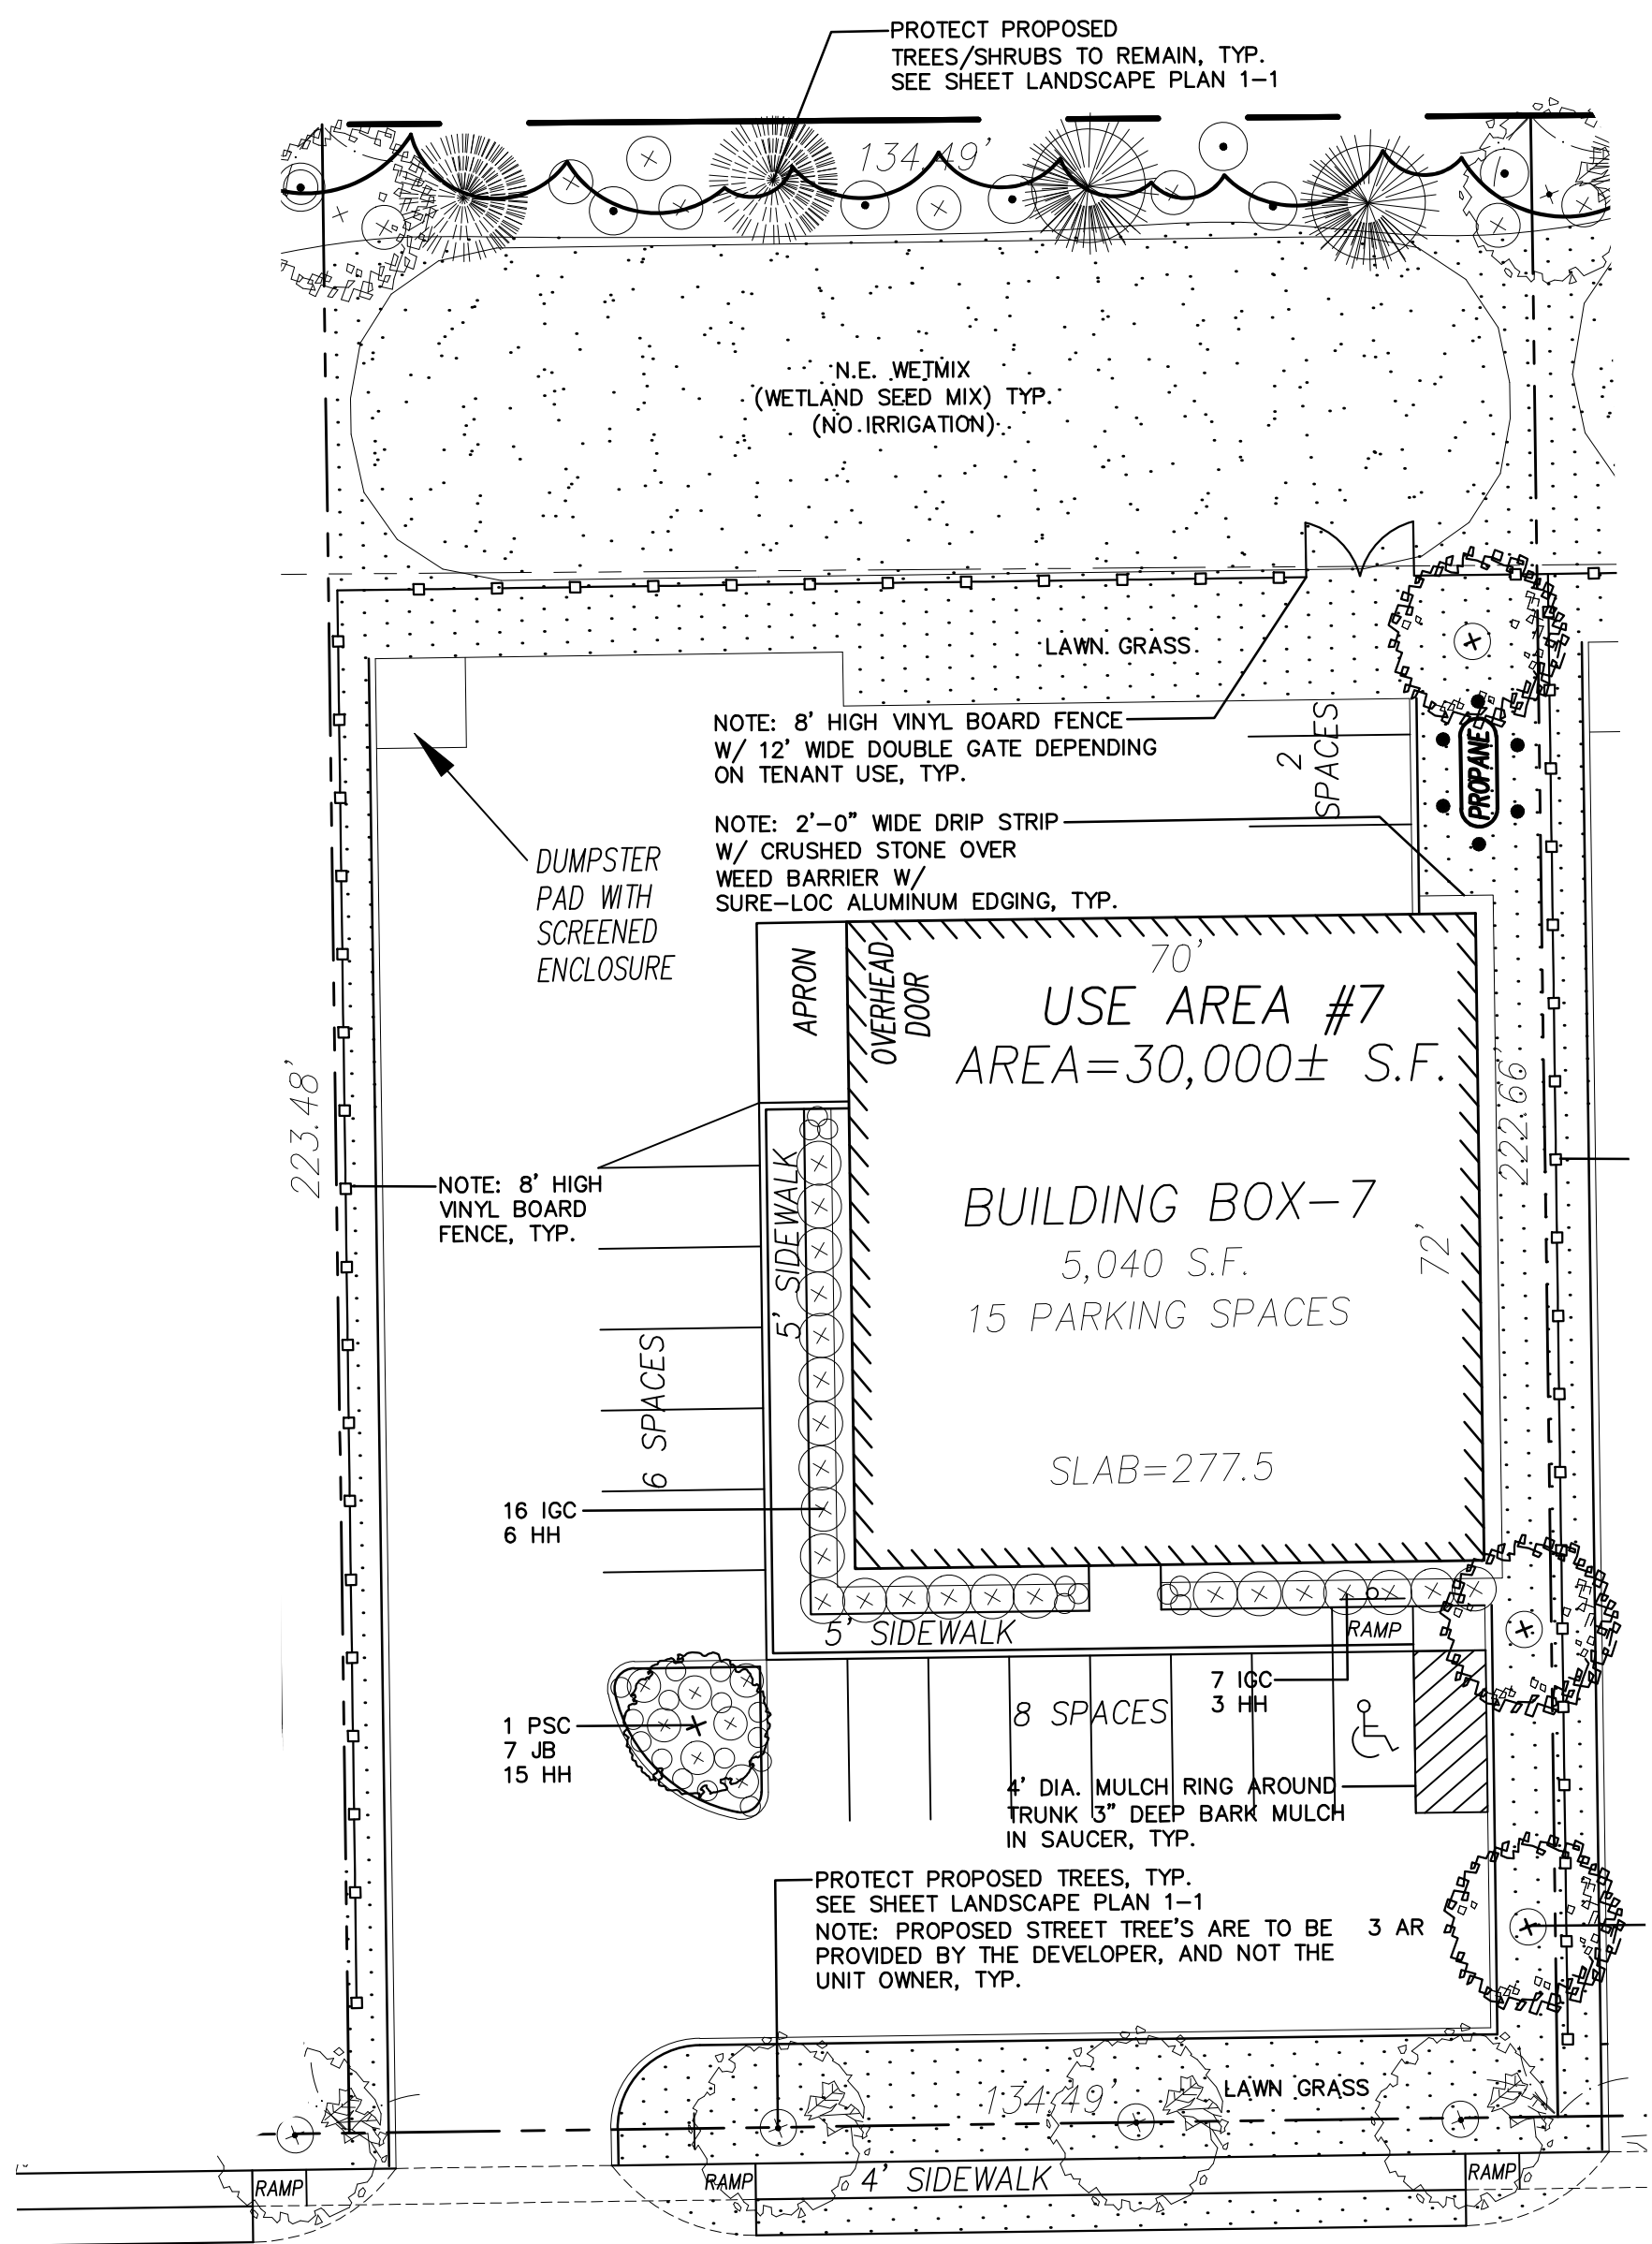 PROTECT PROPOSED
TREES/SHRUBS TO REMAIN, TYP.
SEE SHEET LANDSCAPE PLAN 1-1
134.49'
N.E. WETMIX
(WETLAND SEED MIX) TYP.
(NO IRRIGATION)
LAWN GRASS
NOTE: 8' HIGH VINYL BOARD FENCE
W/ 12' WIDE DOUBLE GATE DEPENDING
ON TENANT USE, TYP.
2
SPACES
PROPANE
NOTE: 2'-0" WIDE DRIP STRIP
W/ CRUSHED STONE OVER
WEED BARRIER W/
SURE-LOC ALUMINUM EDGING, TYP.
DUMPSTER
PAD WITH
SCREENED
ENCLOSURE
APRON
OVERHEAD
DOOR
70'
USE AREA #7
AREA=30,000± S.F.
223.48'
222.66'
NOTE: 8' HIGH
VINYL BOARD
FENCE, TYP.
5' SIDEWALK
BUILDING BOX-7
72'
5,040 S.F.
15 PARKING SPACES
6 SPACES
SLAB=277.5
16 IGC
6 HH
5' SIDEWALK
RAMP
7 IGC
3 HH
8 SPACES
1 PSC
7 JB
15 HH
4' DIA. MULCH RING AROUND
TRUNK 3" DEEP BARK MULCH
IN SAUCER, TYP.
PROTECT PROPOSED TREES, TYP.
SEE SHEET LANDSCAPE PLAN 1-1
NOTE: PROPOSED STREET TREE'S ARE TO BE
PROVIDED BY THE DEVELOPER, AND NOT THE
UNIT OWNER, TYP.
3 AR
134.49'
LAWN GRASS
RAMP
RAMP
4' SIDEWALK
RAMP